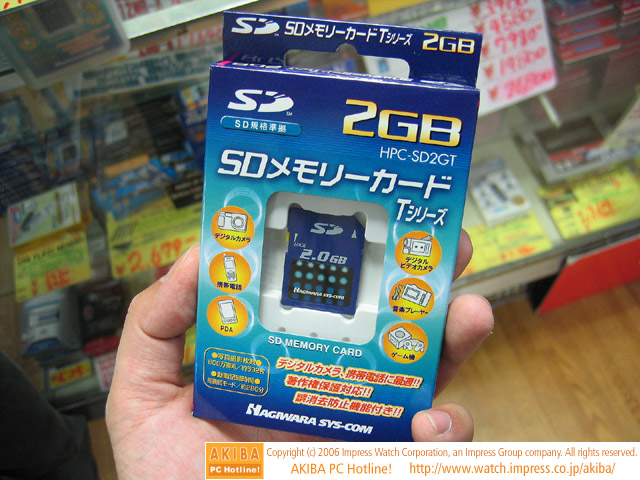 SD SDメモリーカード Tシリーズ 2GB
SD™
SD規格準拠
2GB
HPC-SD2GT
SDメモリーカード
Tシリーズ
デジタルカメラ
携帯電話
PDA
SD
LOCK
2.0GB
HAGIWARA SYS-COM
デジタル
ビデオカメラ
音楽プレーヤー
ゲーム機
SD MEMORY CARD
デジタルカメラ、携帯電話に最適!!
著作権保護対応!!
誤消去防止機能付き!!
HAGIWARA SYS-COM
AKIBA
PC Hotline!
Copyright (c) 2006 Impress Watch Corporation, an Impress Group company. All rights reserved.
AKIBA PC Hotline! http://www.watch.impress.co.jp/akiba/